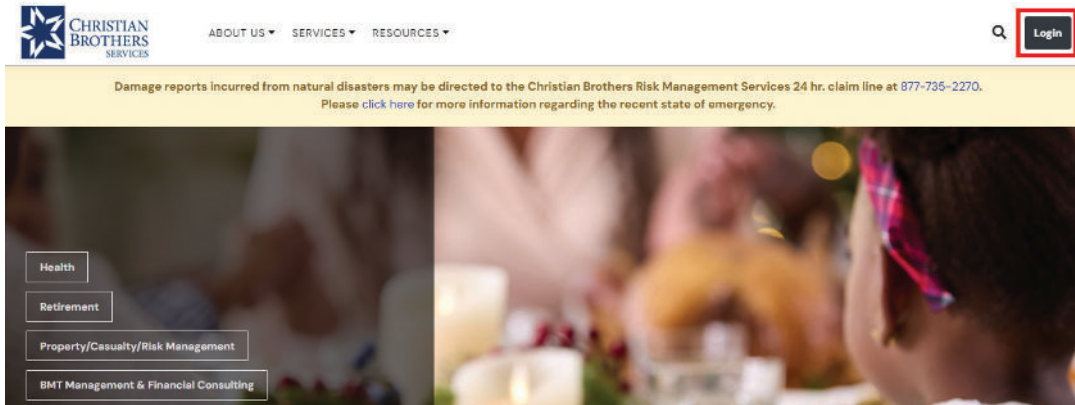 CHRISTIAN
BROTHERS
SERVICES
ABOUT US SERVICES RESOURCES
Login
Damage reports incurred from natural disasters may be directed to the Christian Brothers Risk Management Services 24 hr. claim line at 877-735-2270.
Please click here for more information regarding the recent state of emergency.
Health
Retirement
Property/Casualty/Risk Management
BMT Management & Financial Consulting